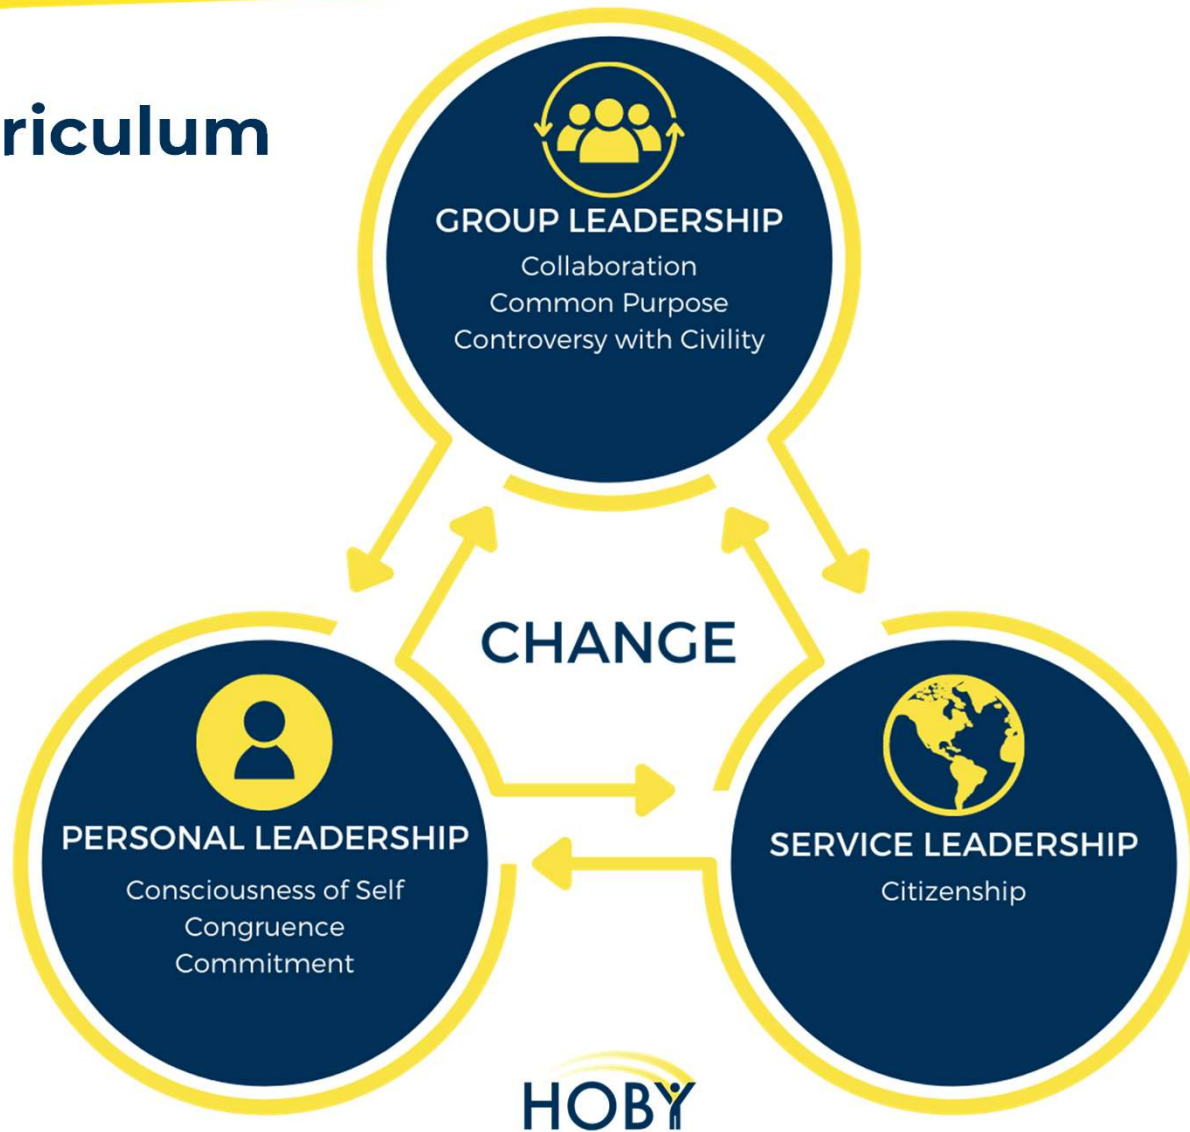 riculum
GROUP LEADERSHIP
Collaboration
Common Purpose
Controversy with Civility
CHANGE
PERSONAL LEADERSHIP
Consciousness of Self
Congruence
Commitment
SERVICE LEADERSHIP
Citizenship
HOBY